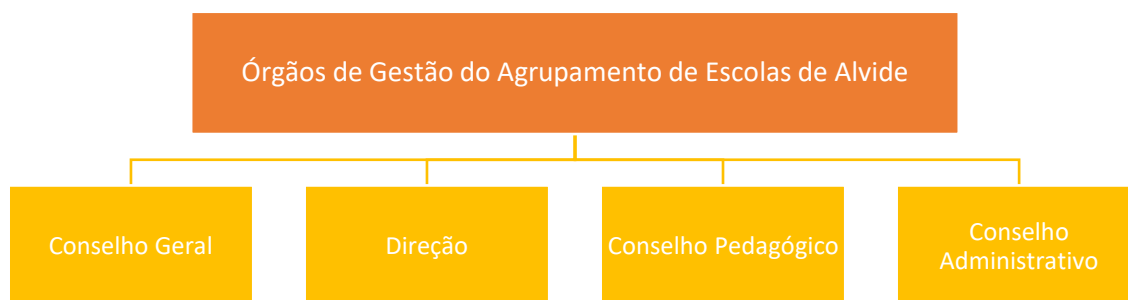 Órgãos de Gestão do Agrupamento de Escolas de Alvide
Conselho Geral
Direção
Conselho Pedagógico
Conselho
Administrativo